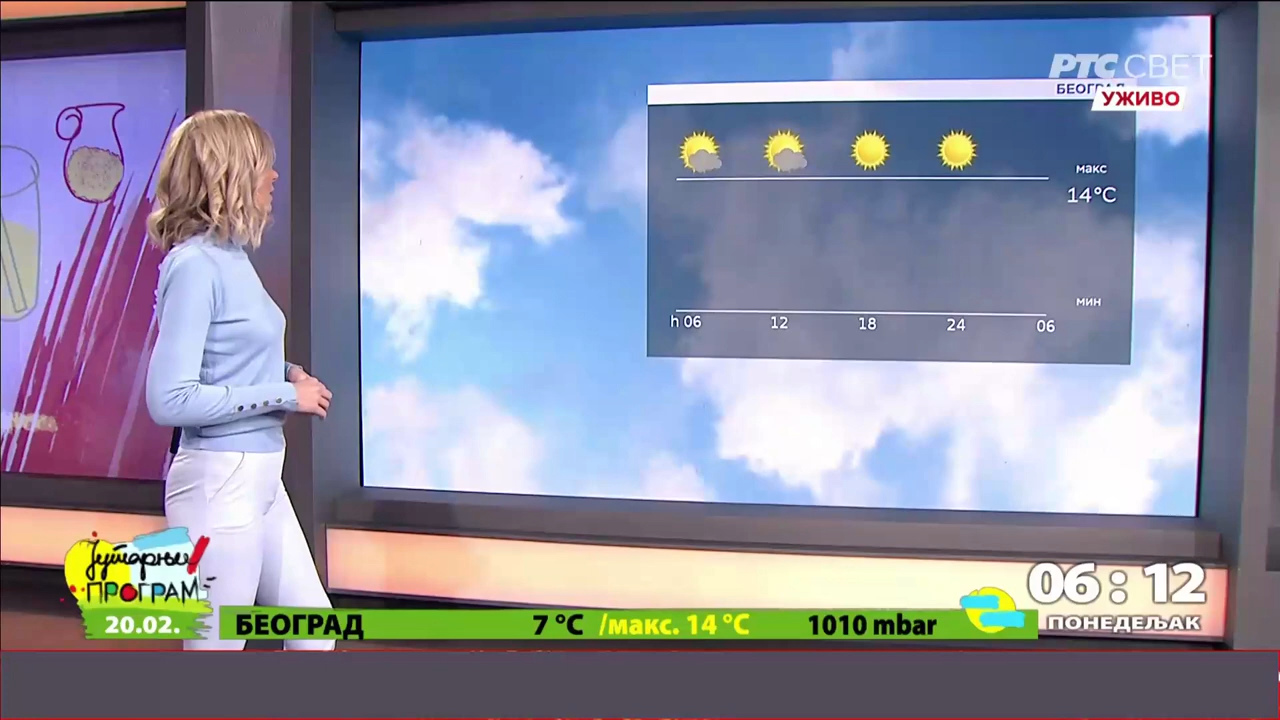 РТС СВЕТ
БЕОГРАД
УЖИВО
макс
14°C
мин
h 06 12 18 24 06
Јутарњи
ПРОГРАМ
20.02.
БЕОГРАД 7 °C /макс. 14 °C 1010 mbar
06 : 12
ПОНЕДЕЉАК